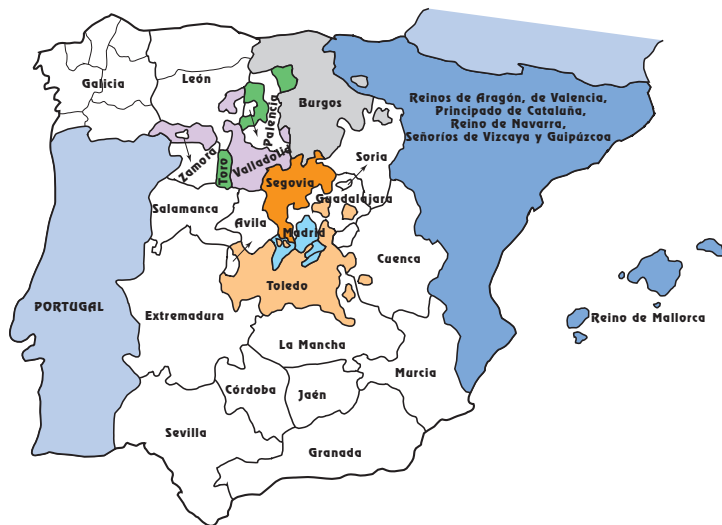 Galicia
León
Palencia
Burgos
Reinos de Aragón, de Valencia,
Principado de Cataluña,
Reino de Navarra,
Señoríos de Vizcaya y Guipúzcoa
Zamora
Toro
Valladolid
Soria
Segovia
Salamanca
Guadalajara
Avila
Madrid
Cuenca
Toledo
PORTUGAL
Extremadura
Reino de Mallorca
La Mancha
Murcia
Córdoba
Jaén
Sevilla
Granada